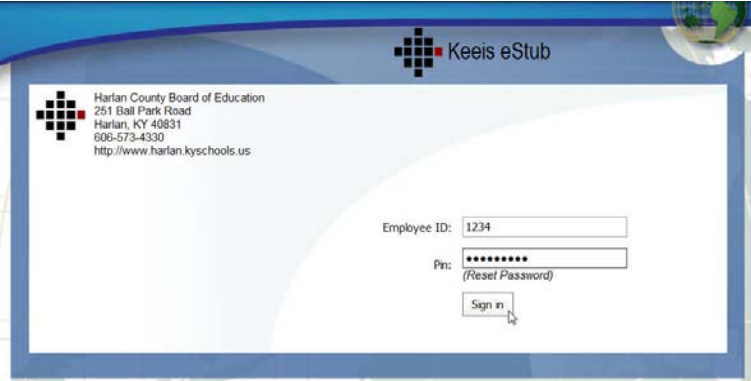 Keeis eStub
Harlan County Board of Education
251 Ball Park Road
Harlan, KY 40831
606-573-4330
http://www.harlan.kyschools.us
Employee ID: 1234
Pin: •••••••••
(Reset Password)
Sign in